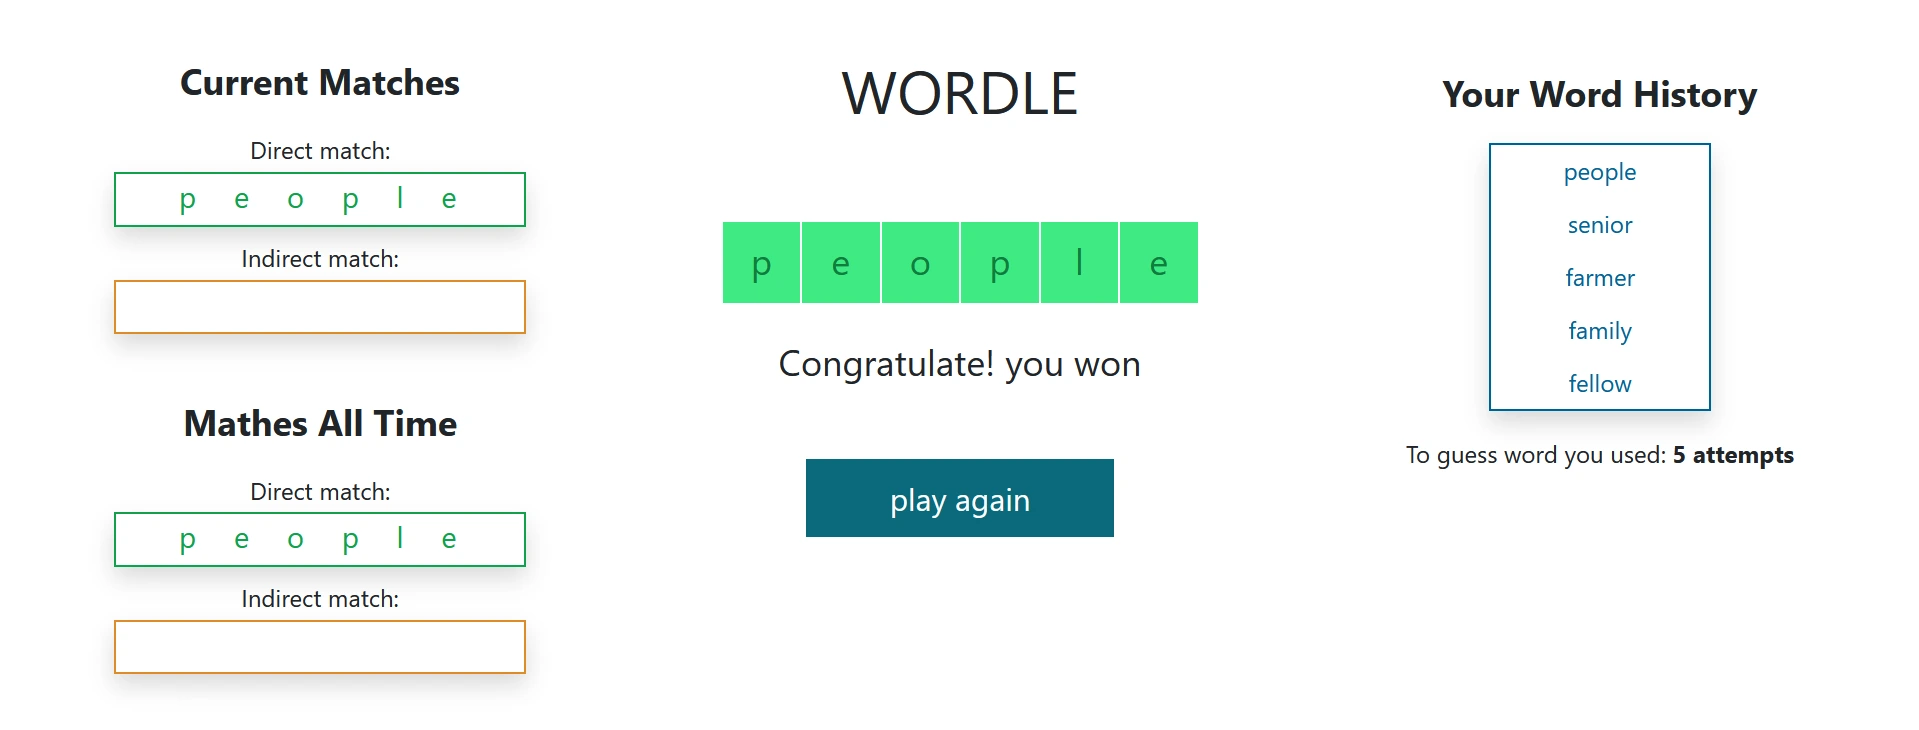 Current Matches
Direct match:
p e o p l e
Indirect match:
Mathes All Time
Direct match:
p e o p l e
Indirect match:
WORDLE
p e o p l e
Congratulate! you won
play again
Your Word History
people
senior
farmer
family
fellow
To guess word you used: 5 attempts